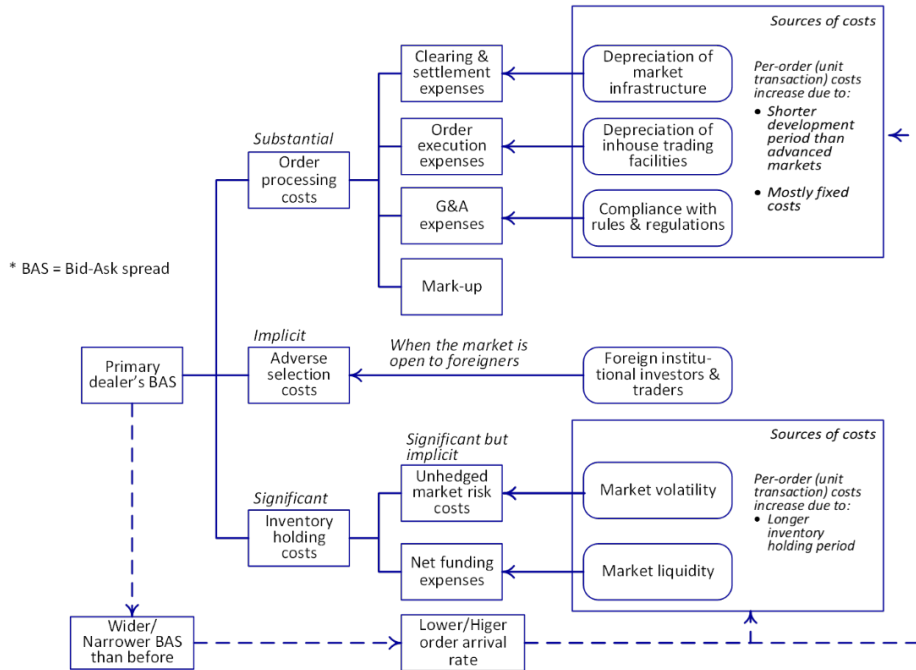 Sources of costs
Clearing &
settlement
expenses
Depreciation of
market
infrastructure
Per-order (unit
transaction) costs
increase due to:
• Shorter
development
period than
advanced
markets
• Mostly fixed
costs
Substantial
Order
processing
costs
Order
execution
expenses
Depreciation of
inhouse trading
facilities
G&A
expenses
Compliance with
rules & regulations
Mark-up
* BAS = Bid-Ask spread
Implicit
Adverse
selection
costs
When the market is
open to foreigners
Foreign institu-
tional investors &
traders
Primary
dealer's BAS
Sources of costs
Significant but
implicit
Unhedged
market risk
costs
Market volatility
Per-order (unit
transaction) costs
increase due to:
• Longer
inventory
holding period
Significant
Inventory
holding
costs
Net funding
expenses
Market liquidity
Wider/
Narrower BAS
than before
Lower/Higer
order arrival
rate